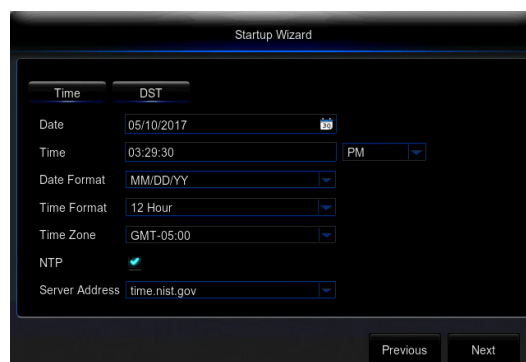 Startup Wizard
Time DST
Date 05/10/2017 30
Time 03:29:30 PM
Date Format MM/DD/YY
Time Format 12 Hour
Time Zone GMT-05:00
NTP
Server Address time.nist.gov
Previous Next